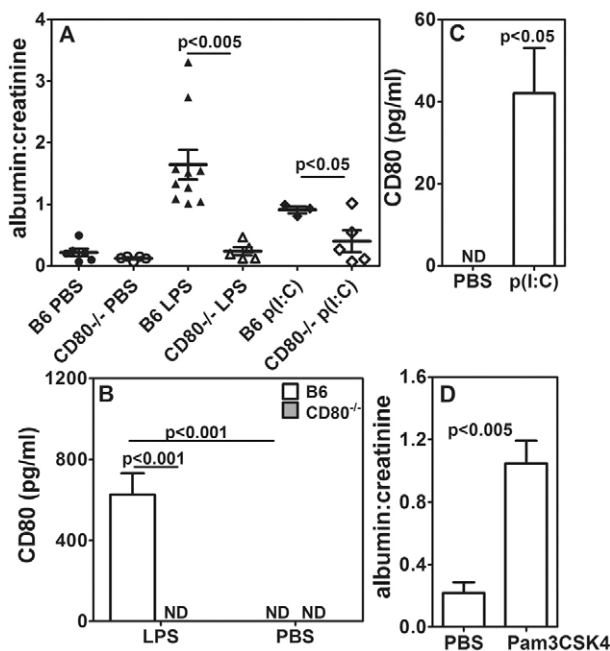 A
albumin:creatinine
4
3
2
1
0
p<0.005
p<0.05
B6 PBS
CD80-/- PBS
B6 LPS
CD80-/- LPS
B6 p(I:C)
CD80-/- p(I:C)
C
CD80 (pg/ml)
60
40
20
0
p<0.05
ND
PBS p(I:C)
B
CD80 (pg/ml)
1200
800
400
0
B6
CD80-/-
p<0.001
p<0.001
ND
ND ND
LPS PBS
D
albumin:creatinine
1.6
1.2
0.8
0.4
0.0
p<0.005
PBS Pam3CSK4